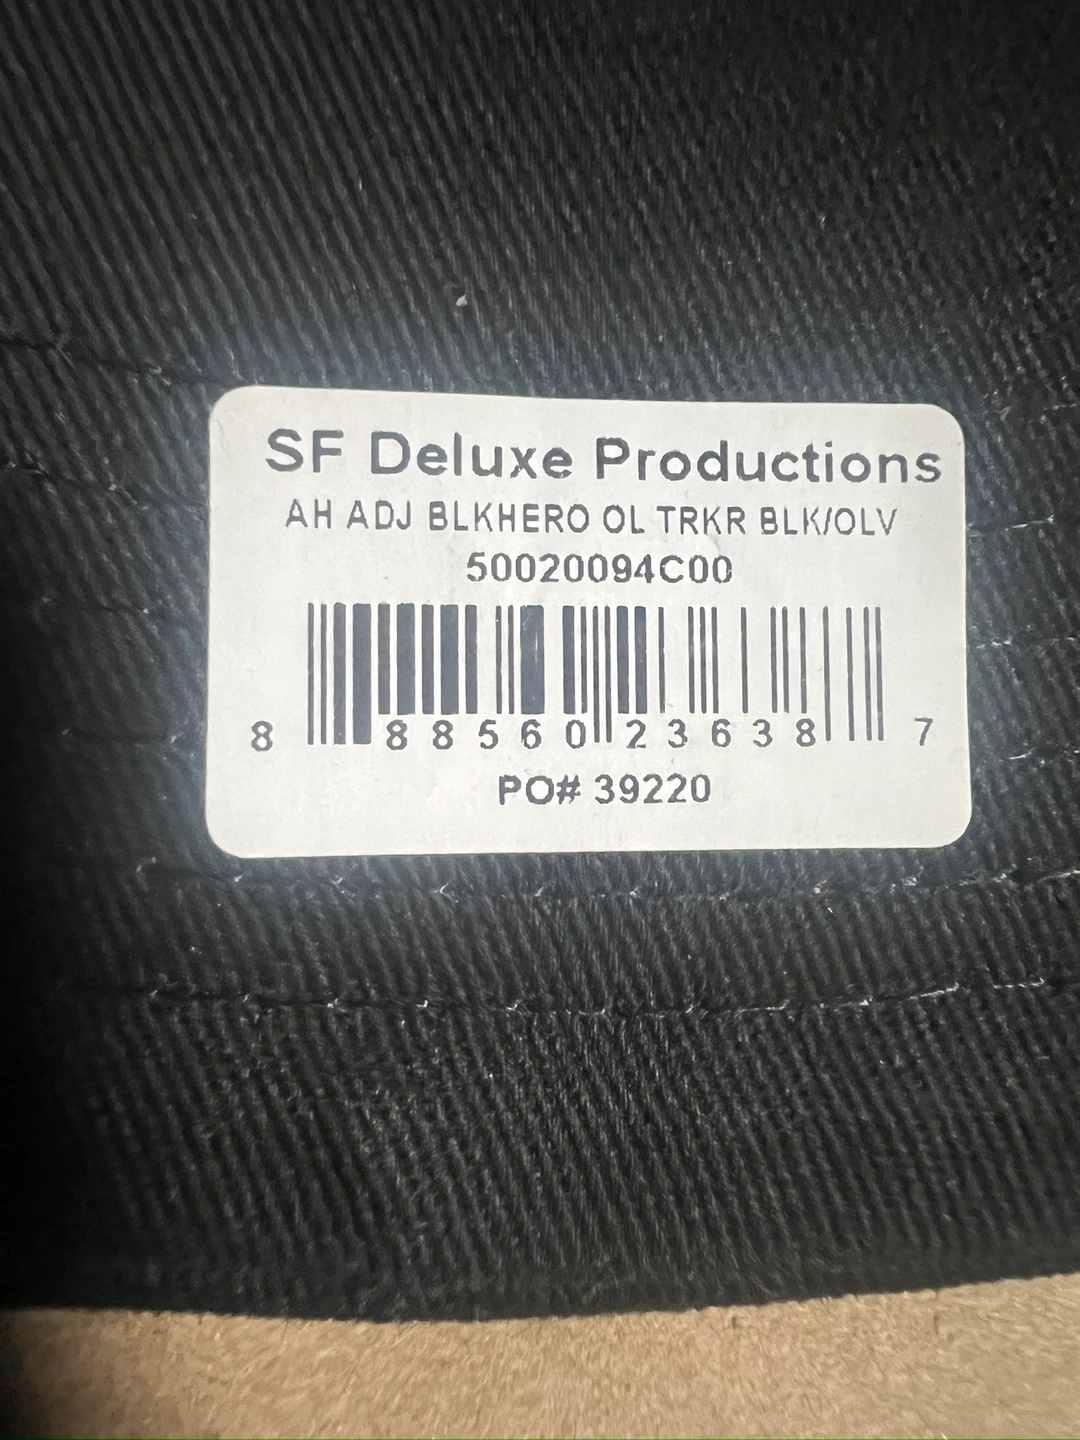 SF Deluxe Productions
AH ADJ BLKHERO OL TRKR BLK/OLV
50020094C00
8 88560 23638 7
PO# 39220